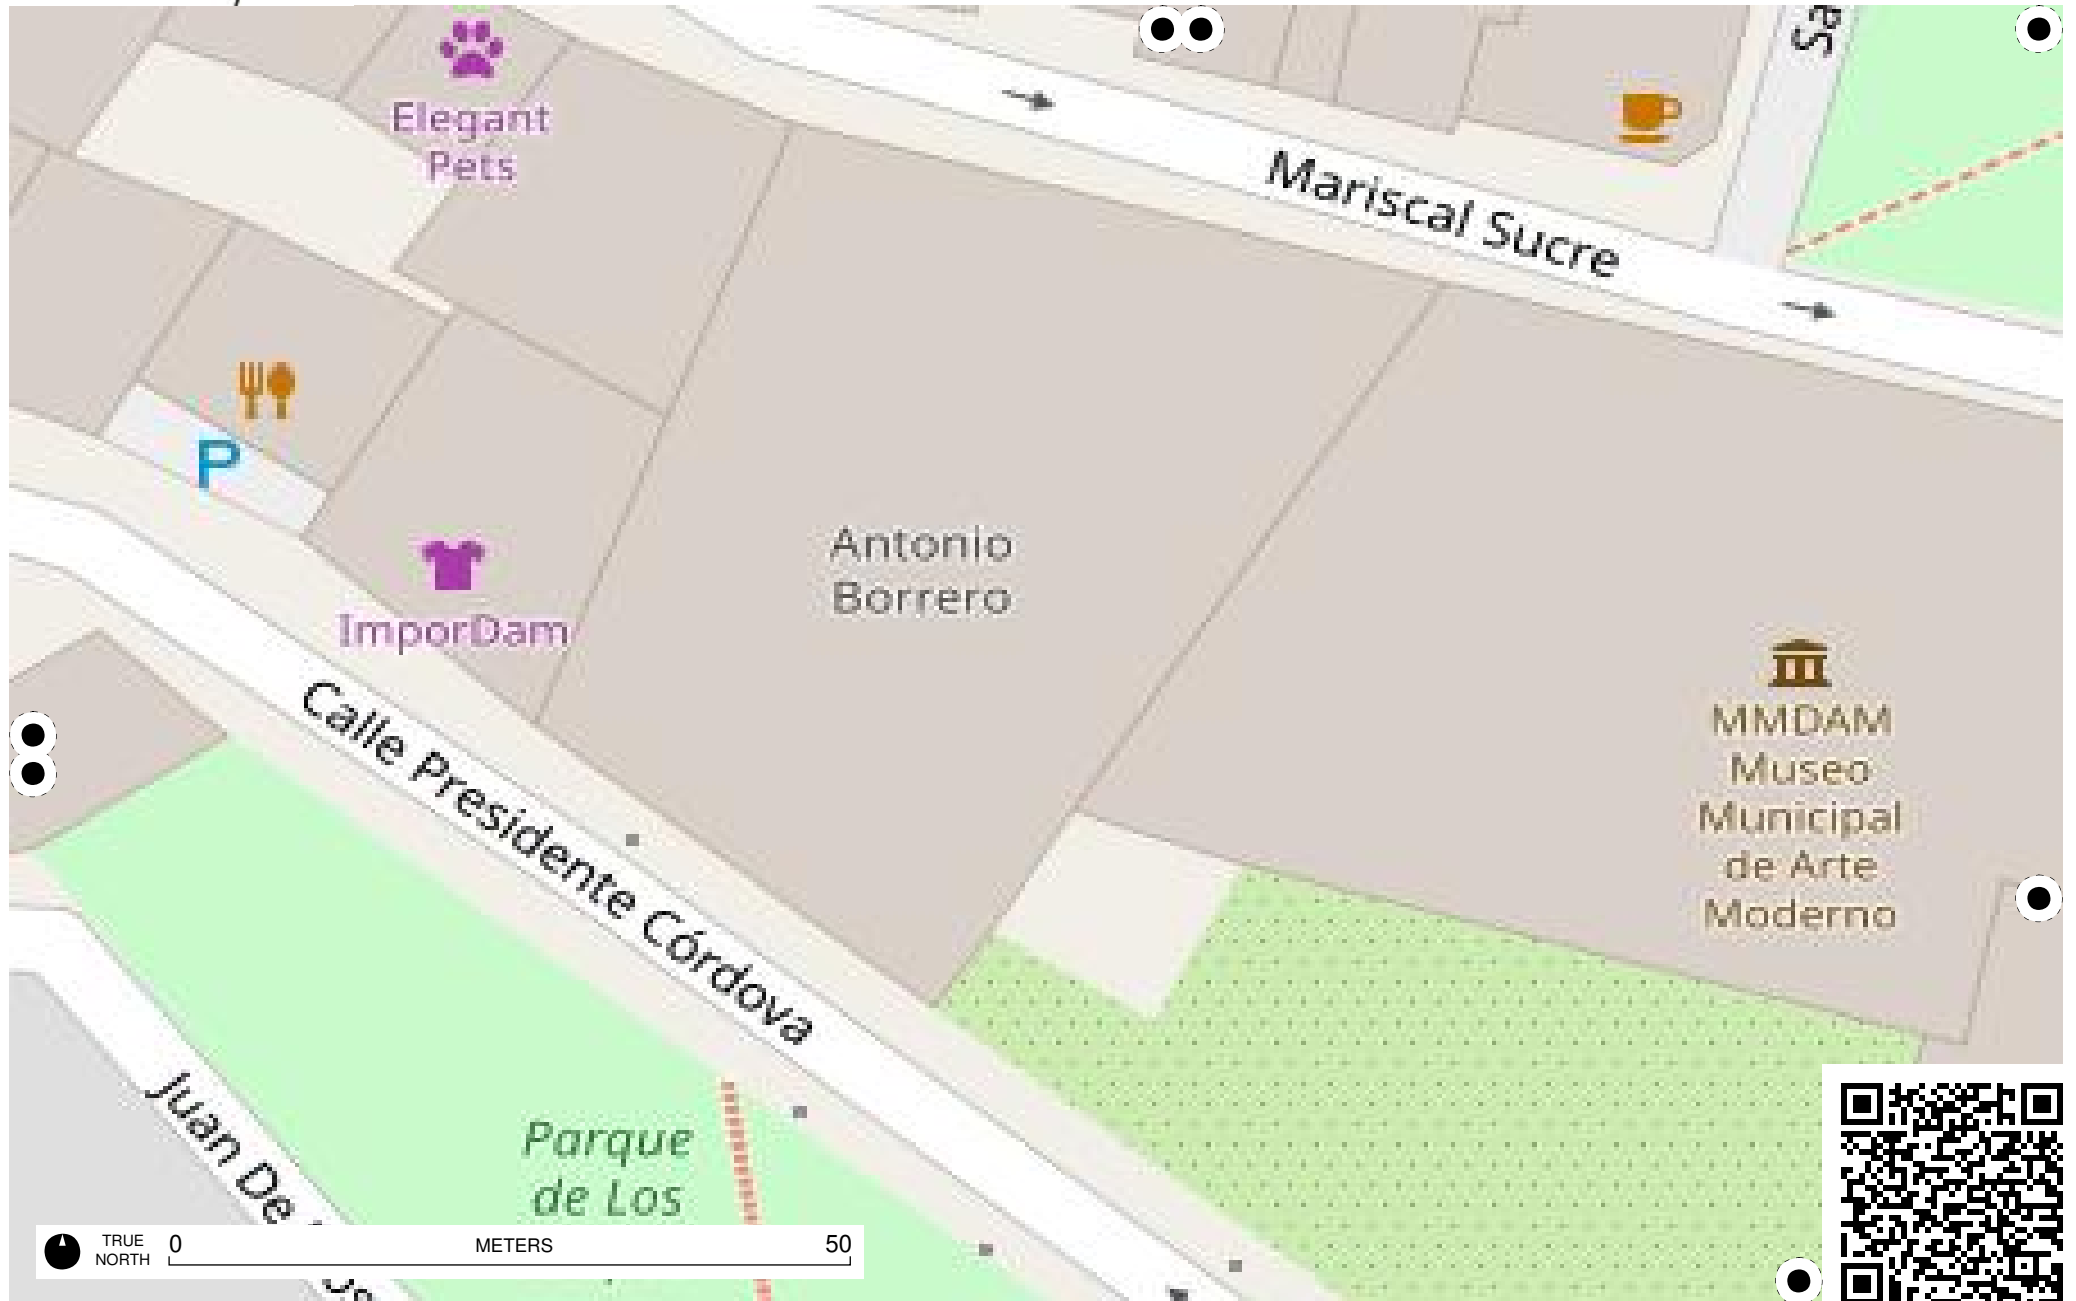 Sa
Elegant
Pets
Mariscal Sucre
P
Antonio
Borrero
ImporDam
MMDAM
Museo
Municipal
de Arte
Moderno
Calle Presidente Córdova
Juan De
Parque
de Los
TRUE
NORTH
0 METERS 50